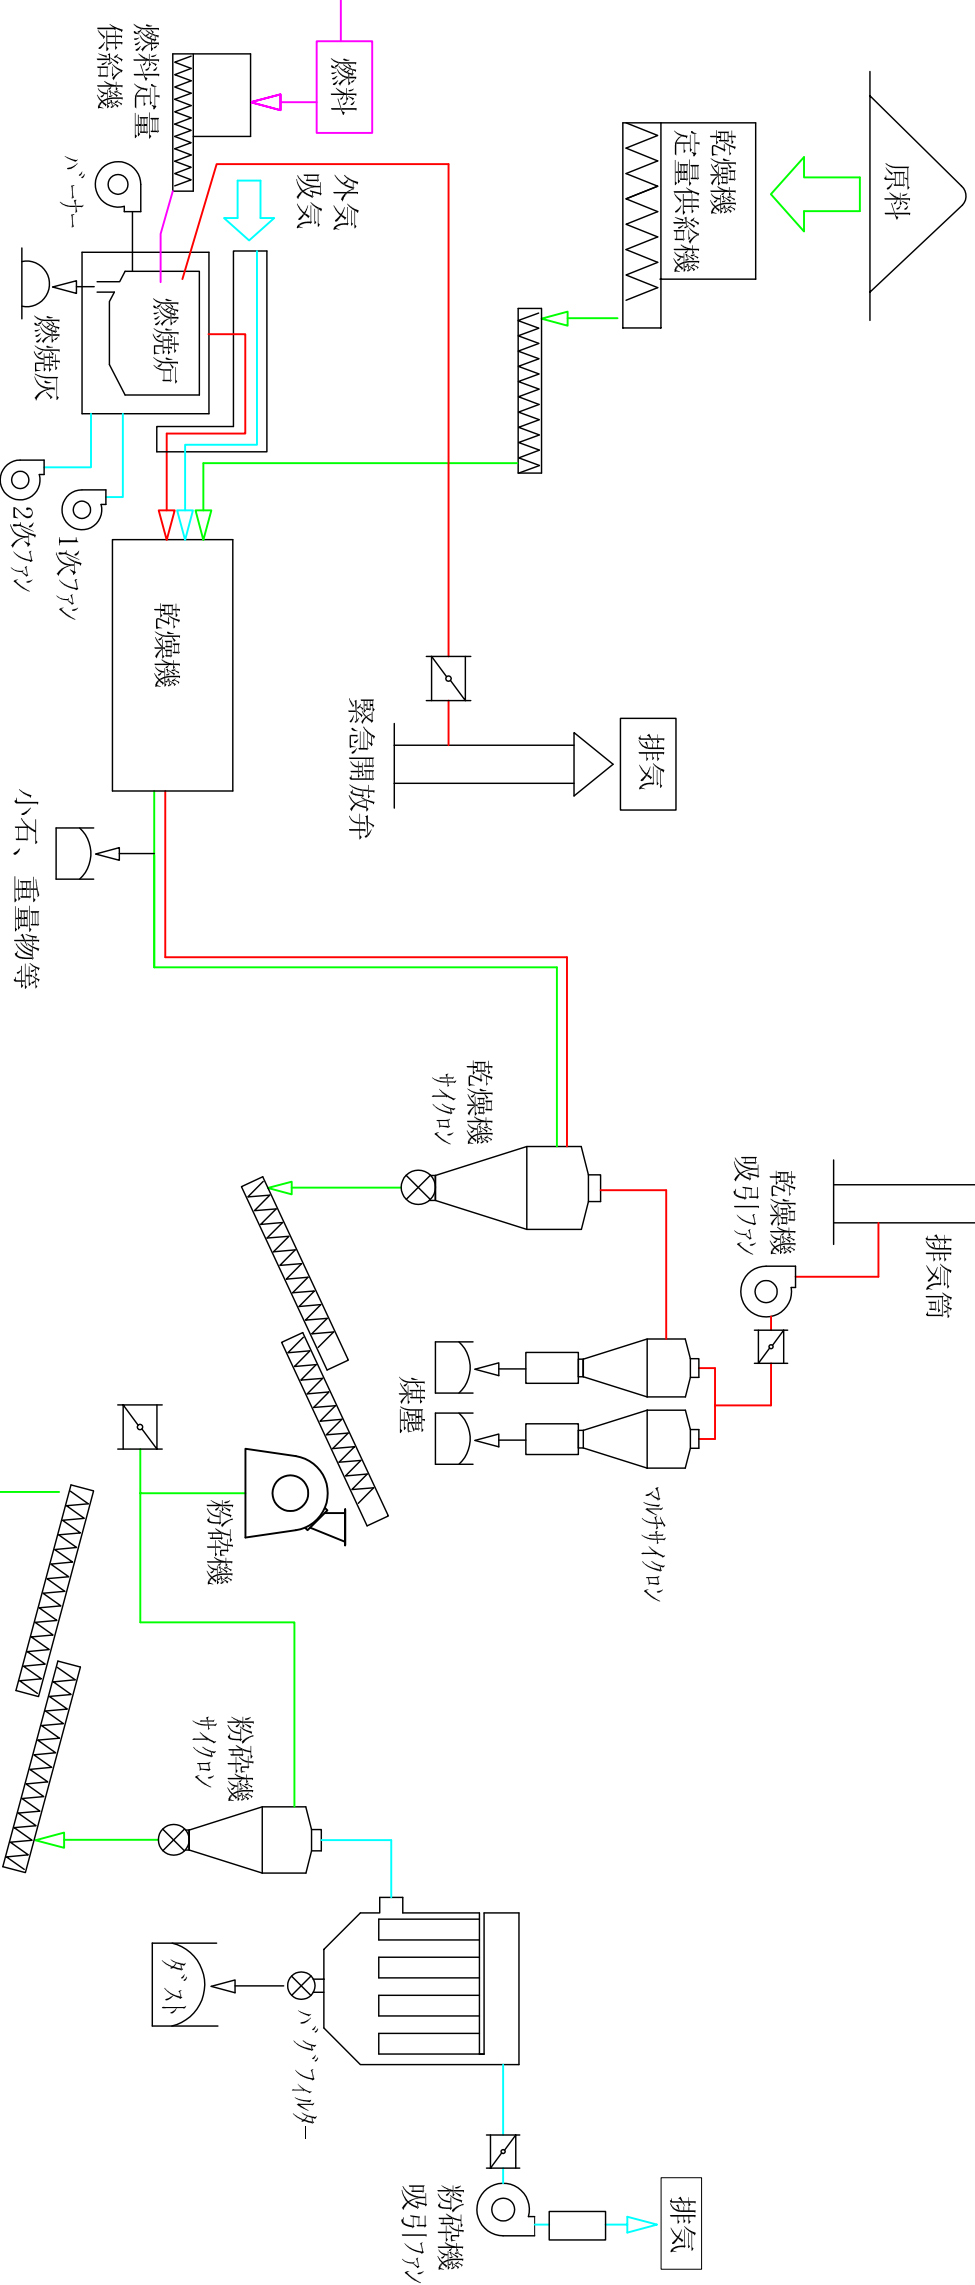 原料
乾燥機
定量供給機
燃料
燃料定量
供給機
バーナー
外気
吸気
燃焼炉
燃焼灰
1次ファン
2次ファン
乾燥機
緊急開放弁
排気
小石、重量物等
乾燥機
サイクロン
乾燥機
吸引ファン
排気筒
煤塵
マルチサイクロン
粉砕機
粉砕機
サイクロン
ダスト
バグフィルター
粉砕機
吸引ファン
排気